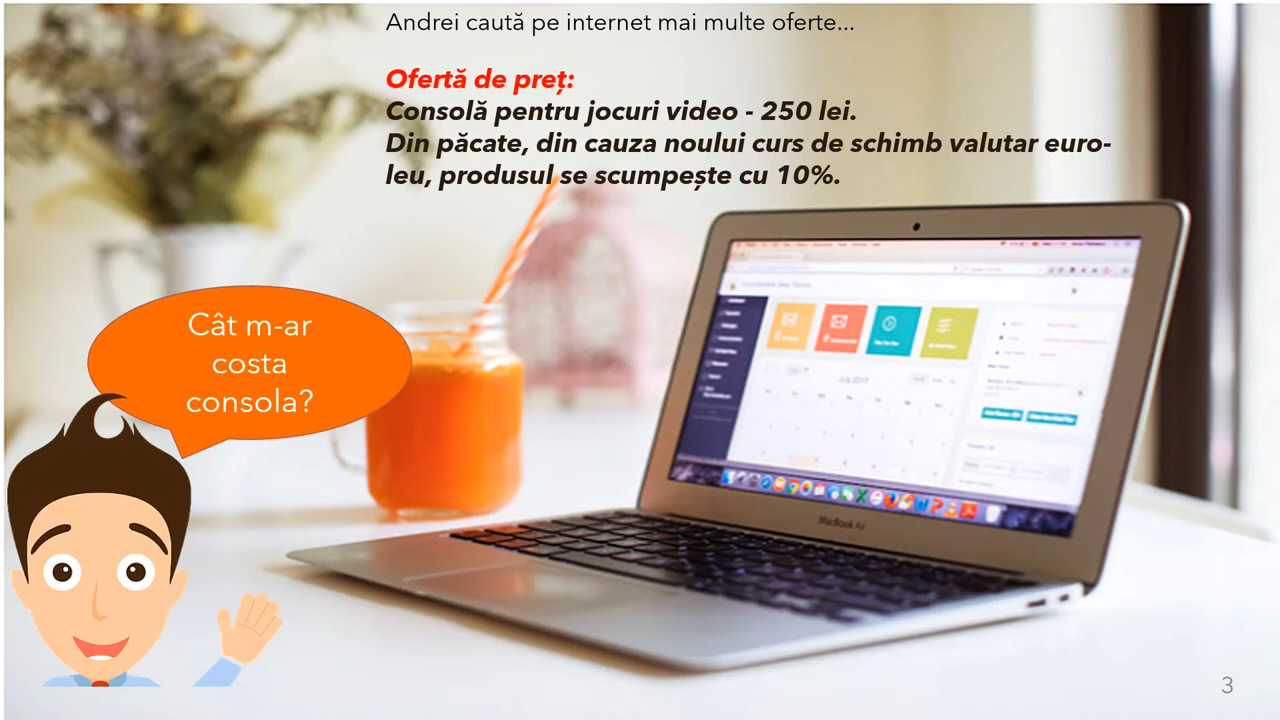 Andrei caută pe internet mai multe oferte...
Ofertă de preț:
Consolă pentru jocuri video - 250 lei.
Din păcate, din cauza noului curs de schimb valutar euro-
leu, produsul se scumpește cu 10%.
Cât m-ar
costa
consola?
July 2017
MacBook Air
3